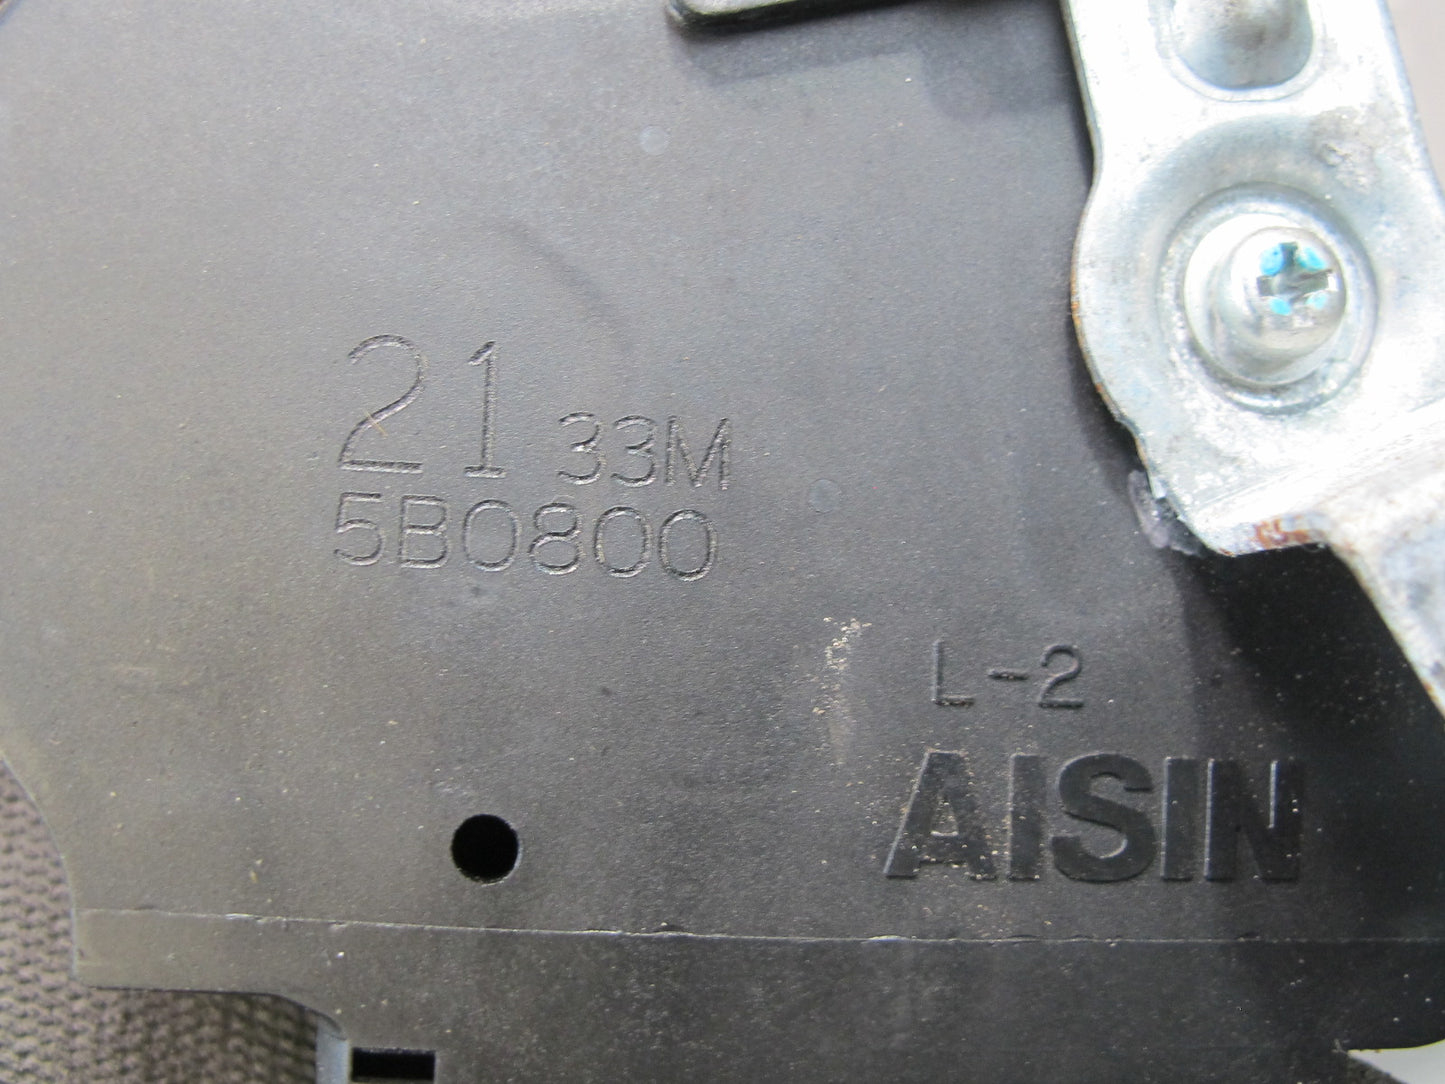 21 33M
5B0800
L-2
AISIN